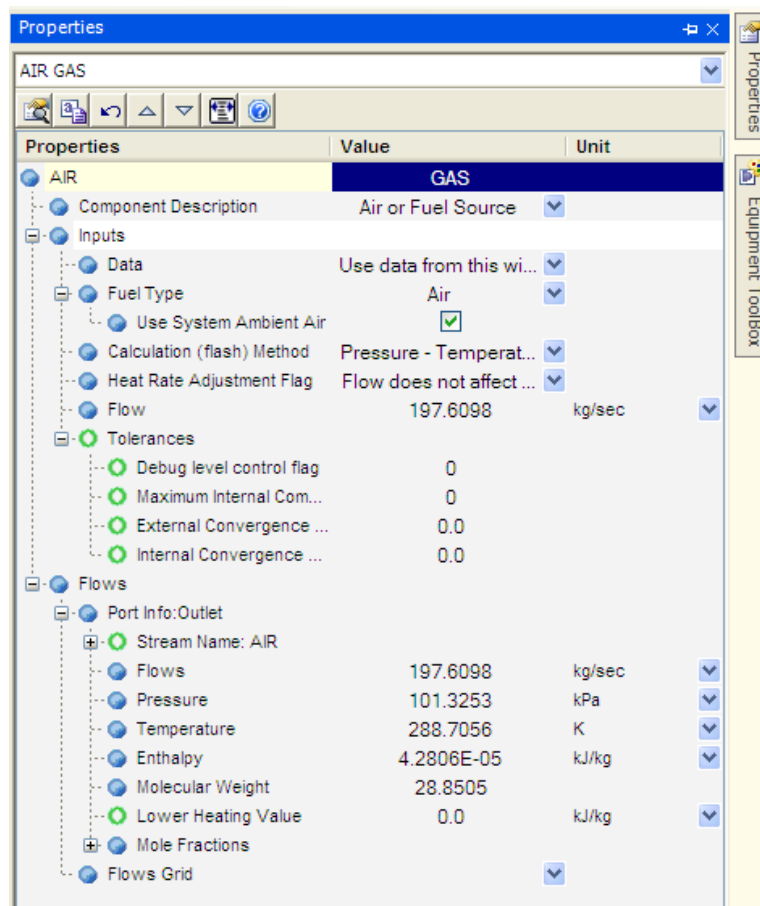 Properties
AIR GAS
Properties Value Unit
AIR GAS
Component Description Air or Fuel Source
Inputs
Data Use data from this wi...
Fuel Type Air
Use System Ambient Air
Calculation (flash) Method Pressure - Temperat...
Heat Rate Adjustment Flag Flow does not affect ...
Flow 197.6098 kg/sec
Tolerances
Debug level control flag 0
Maximum Internal Com... 0
External Convergence ... 0.0
Internal Convergence ... 0.0
Flows
Port Info:Outlet
Stream Name: AIR
Flows 197.6098 kg/sec
Pressure 101.3253 kPa
Temperature 288.7056 K
Enthalpy 4.2806E-05 kJ/kg
Molecular Weight 28.8505
Lower Heating Value 0.0 kJ/kg
Mole Fractions
Flows Grid
Properties
Equipment ToolBox